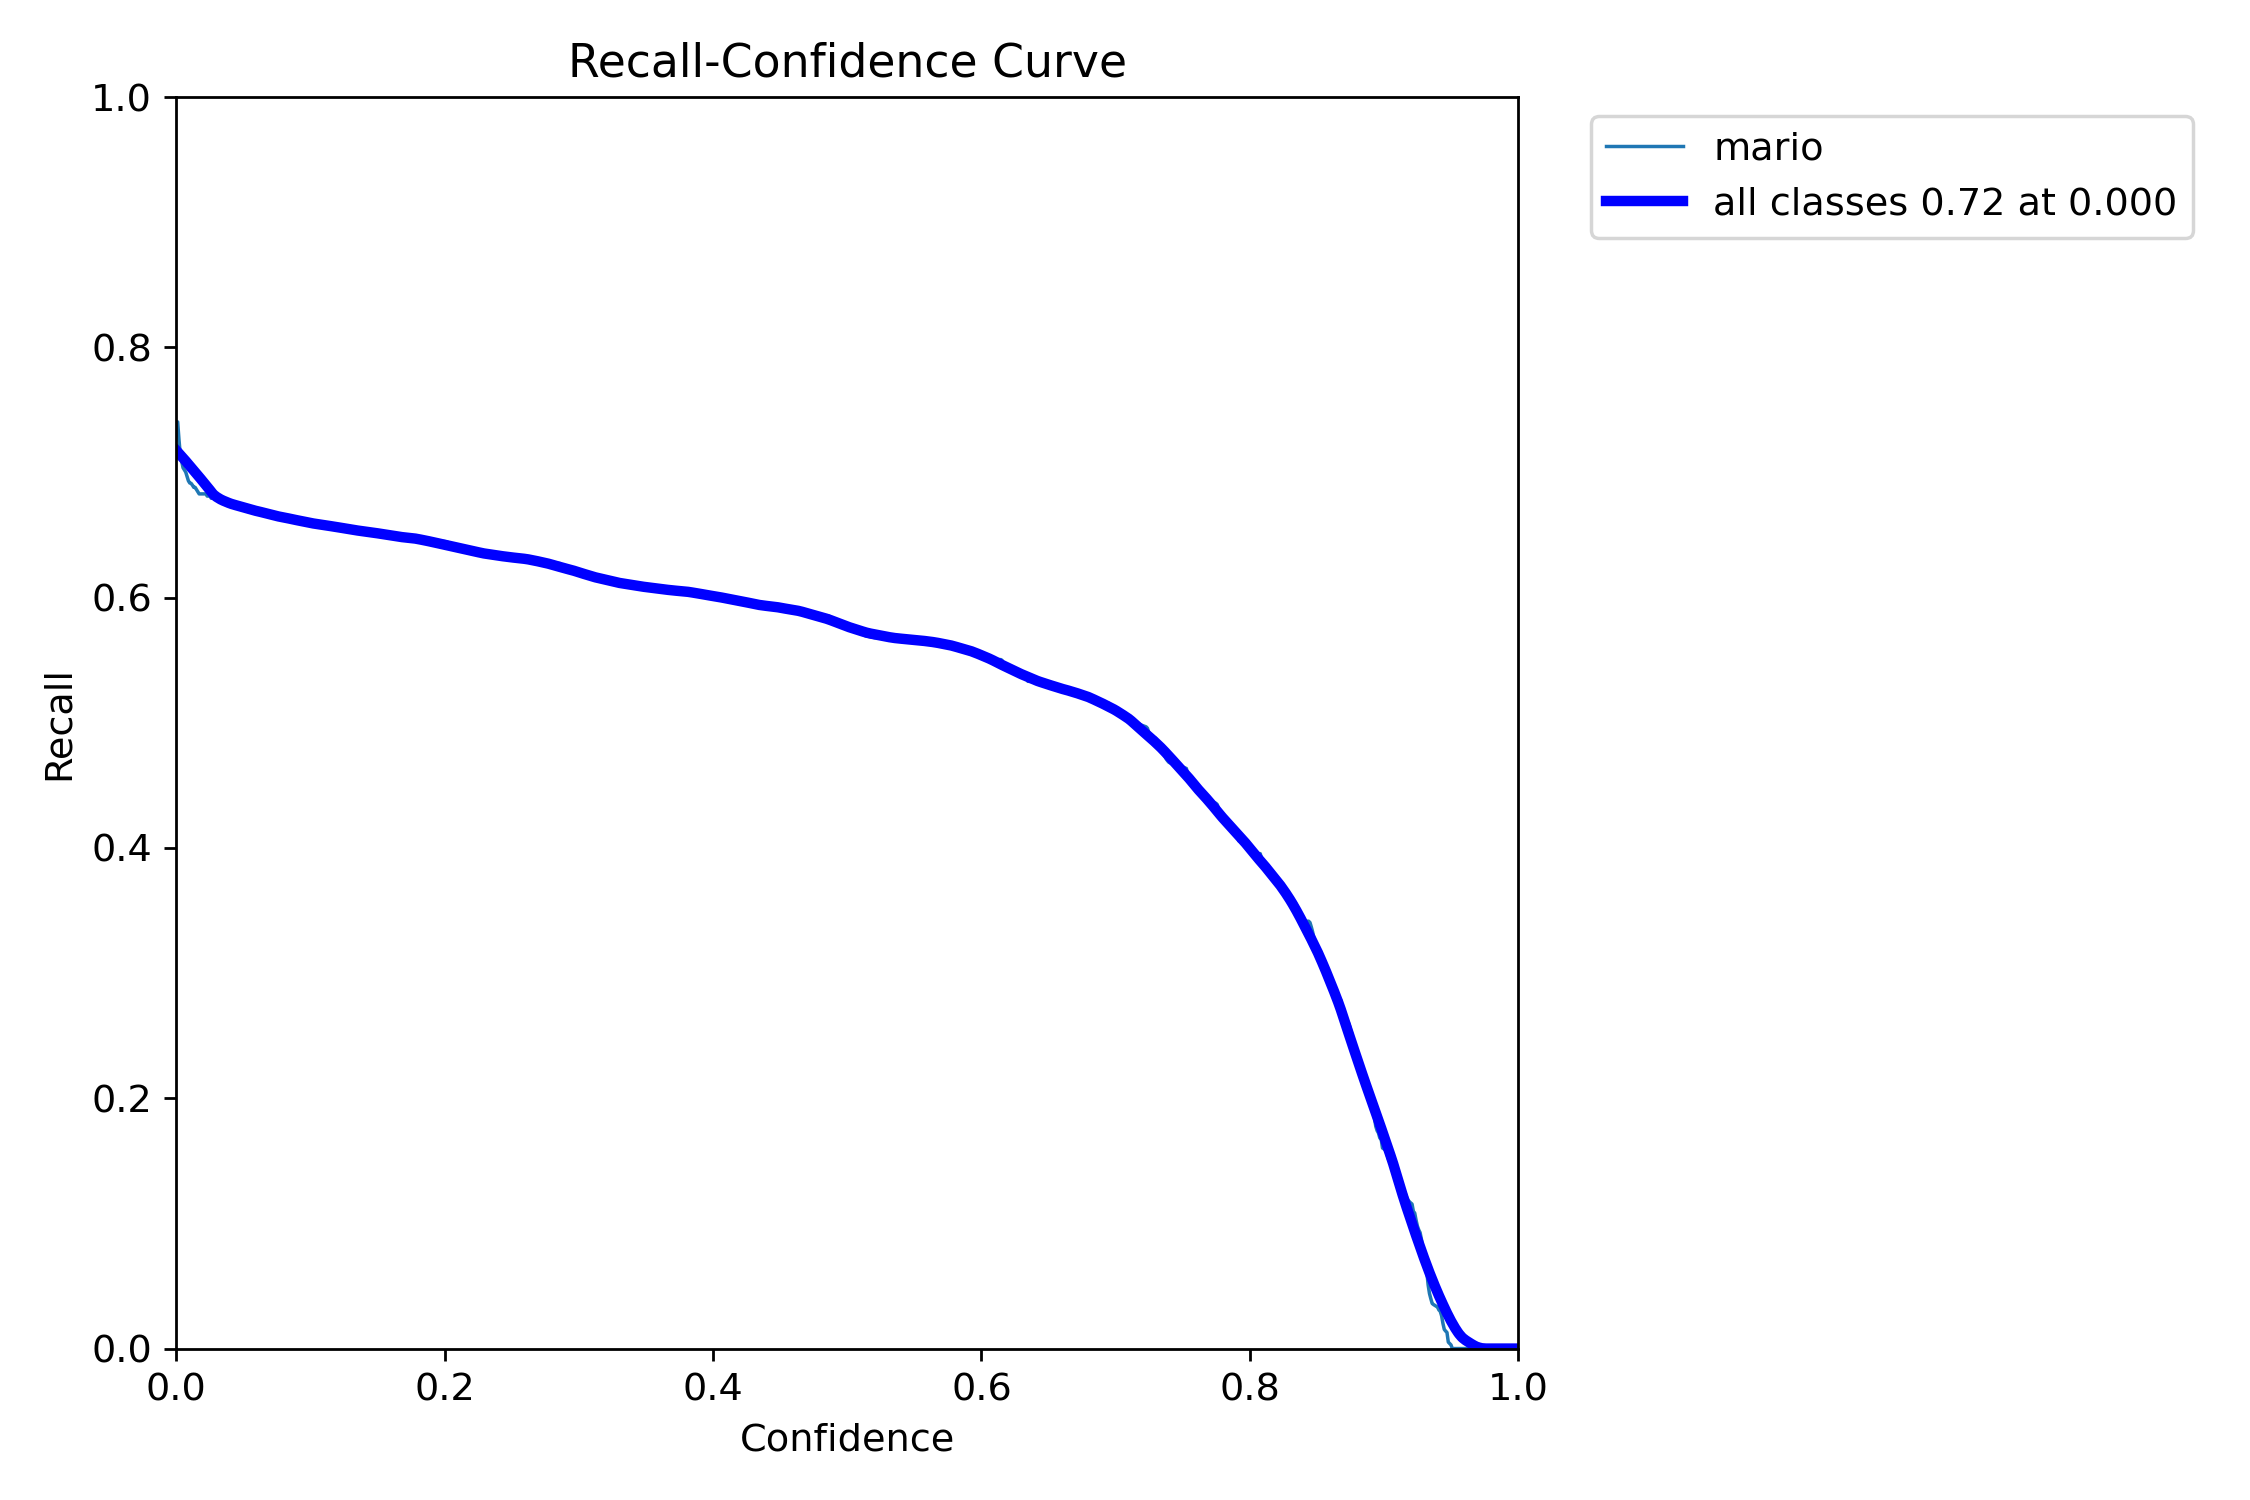 Recall-Confidence Curve
1.0
0.8
0.6
0.4
0.2
0.0
Recall
0.0 0.2 0.4 0.6 0.8 1.0
Confidence
mario
all classes 0.72 at 0.000